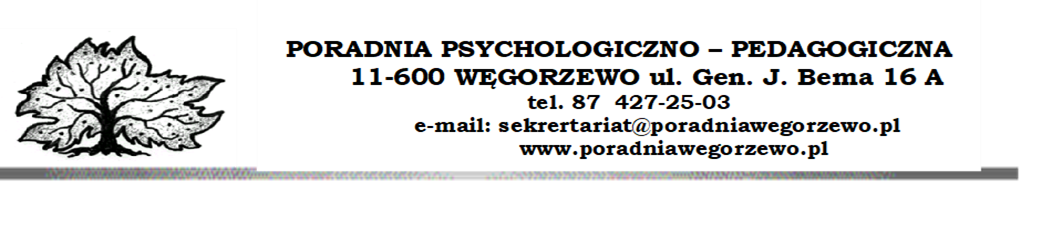 PORADNIA PSYCHOLOGICZNO – PEDAGOGICZNA
11-600 WĘGORZEWO ul. Gen. J. Bema 16 A
tel. 87 427-25-03
e-mail: sekrertariat@poradniawegorzewo.pl
www.poradniawegorzewo.pl